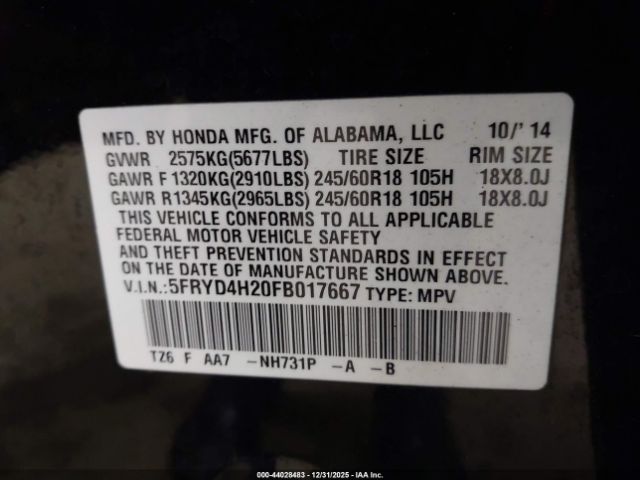 MFD. BY HONDA MFG. OF ALABAMA, LLC 10/'14
GVWR 2575KG(5677LBS) TIRE SIZE RIM SIZE
GAWR F 1320KG(2910LBS) 245/60R18 105H 18X8.0J
GAWR R1345KG(2965LBS) 245/60R18 105H 18X8.0J
THIS VEHICLE CONFORMS TO ALL APPLICABLE
FEDERAL MOTOR VEHICLE SAFETY
AND THEFT PREVENTION STANDARDS IN EFFECT
ON THE DATE OF MANUFACTURE SHOWN ABOVE.
V.I.N.:5FRYD4H20FB017667 TYPE: MPV
TZ6 F AA7 -NH731P -A -B
000-44028483 - 12/31/2025 - IAA Inc.